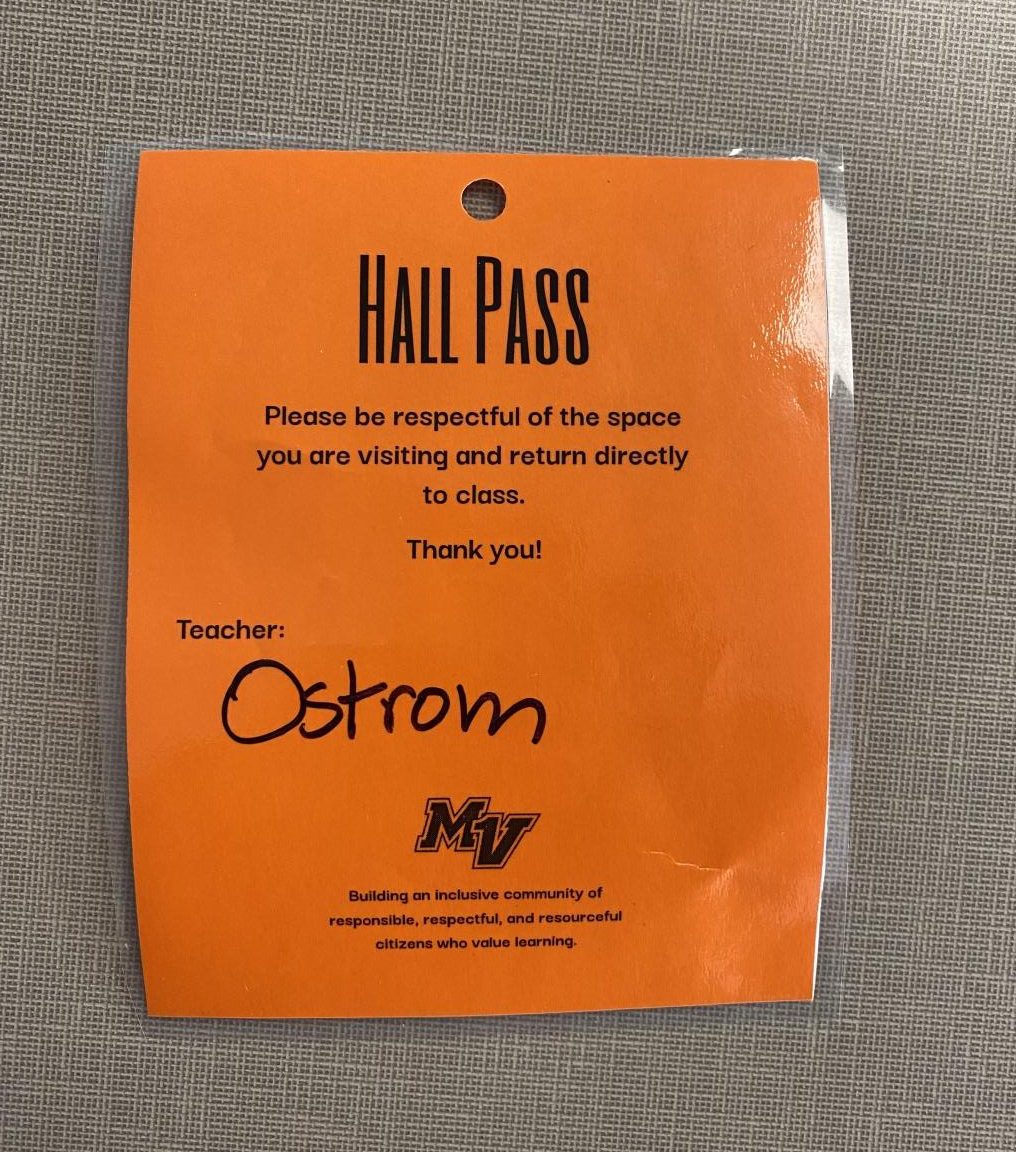 Hall Pass
Please be respectful of the space
you are visiting and return directly
to class.
Thank you!
Teacher:
Ostrom
MV
Building an inclusive community of
responsible, respectful, and resourceful
citizens who value learning.